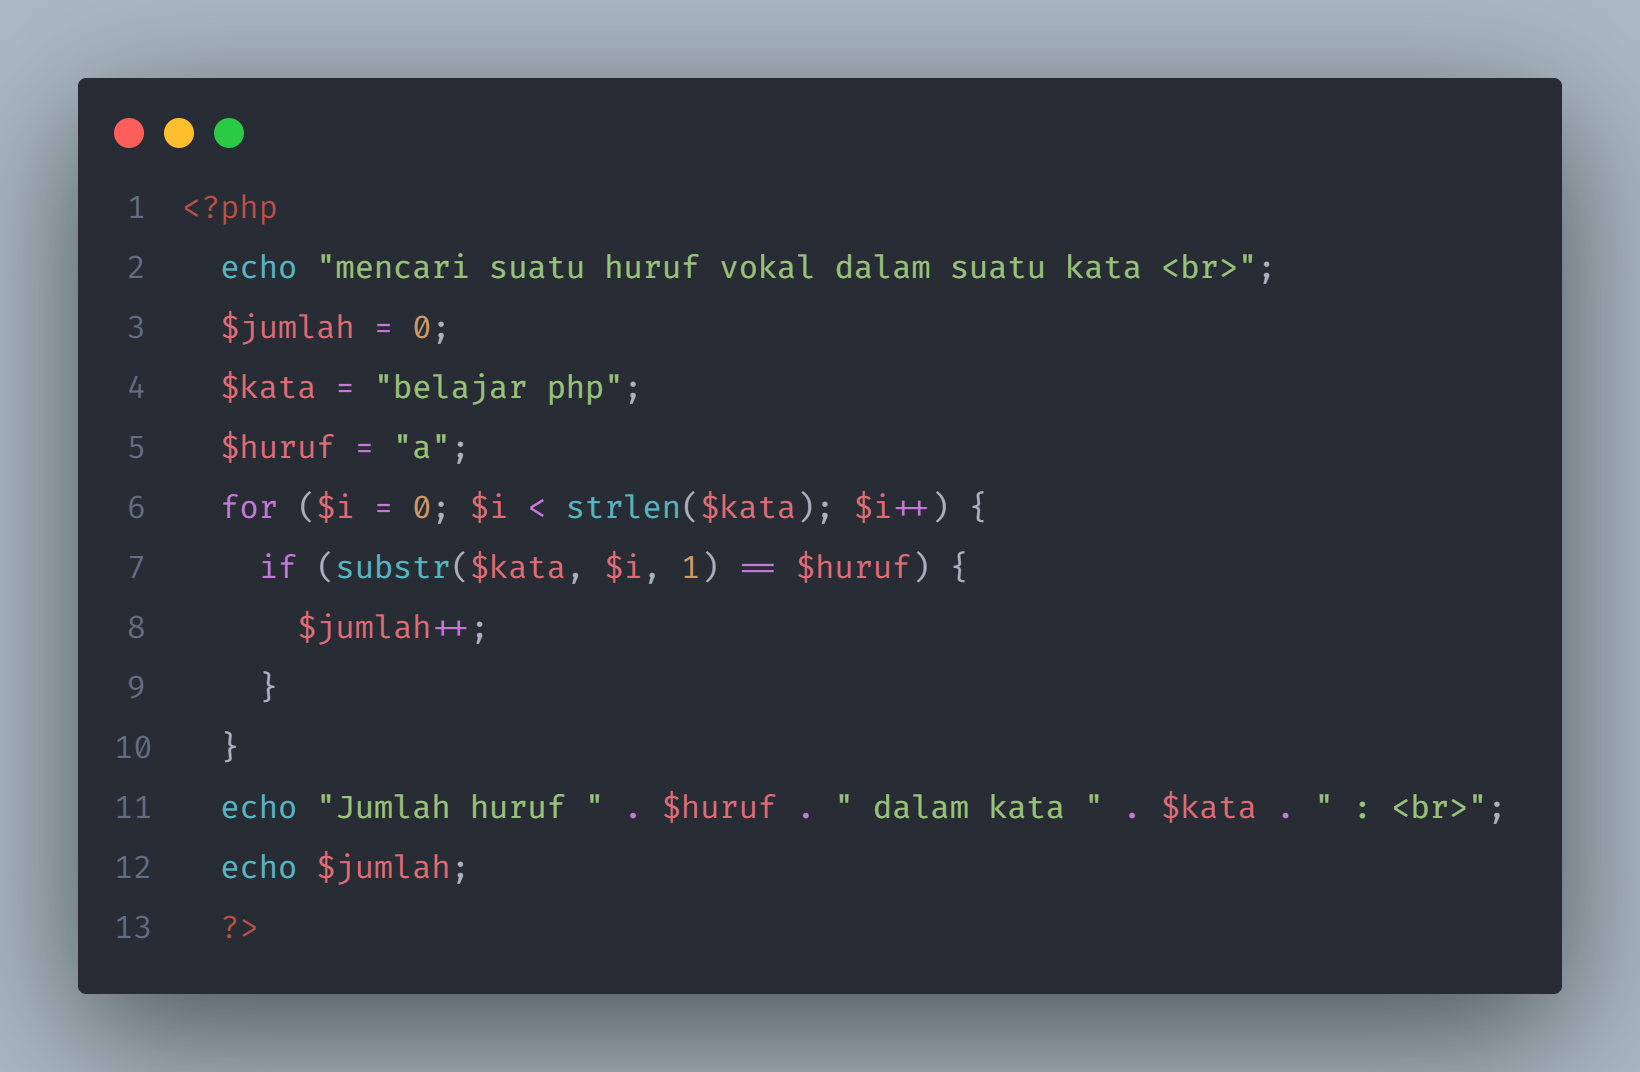 1 <?php
2   echo "mencari suatu huruf vokal dalam suatu kata <br>";
3   $jumlah = 0;
4   $kata = "belajar php";
5   $huruf = "a";
6   for ($i = 0; $i < strlen($kata); $i++) {
7     if (substr($kata, $i, 1) == $huruf) {
8       $jumlah++;
9     }
10   }
11   echo "Jumlah huruf " . $huruf . " dalam kata " . $kata . " : <br>";
12   echo $jumlah;
13   ?>